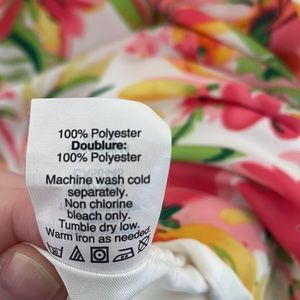 100% Polyester
Doublure:
100% Polyester
Machine wash cold
separately.
Non chlorine
bleach only.
Tumble dry low.
Warm iron as needed.